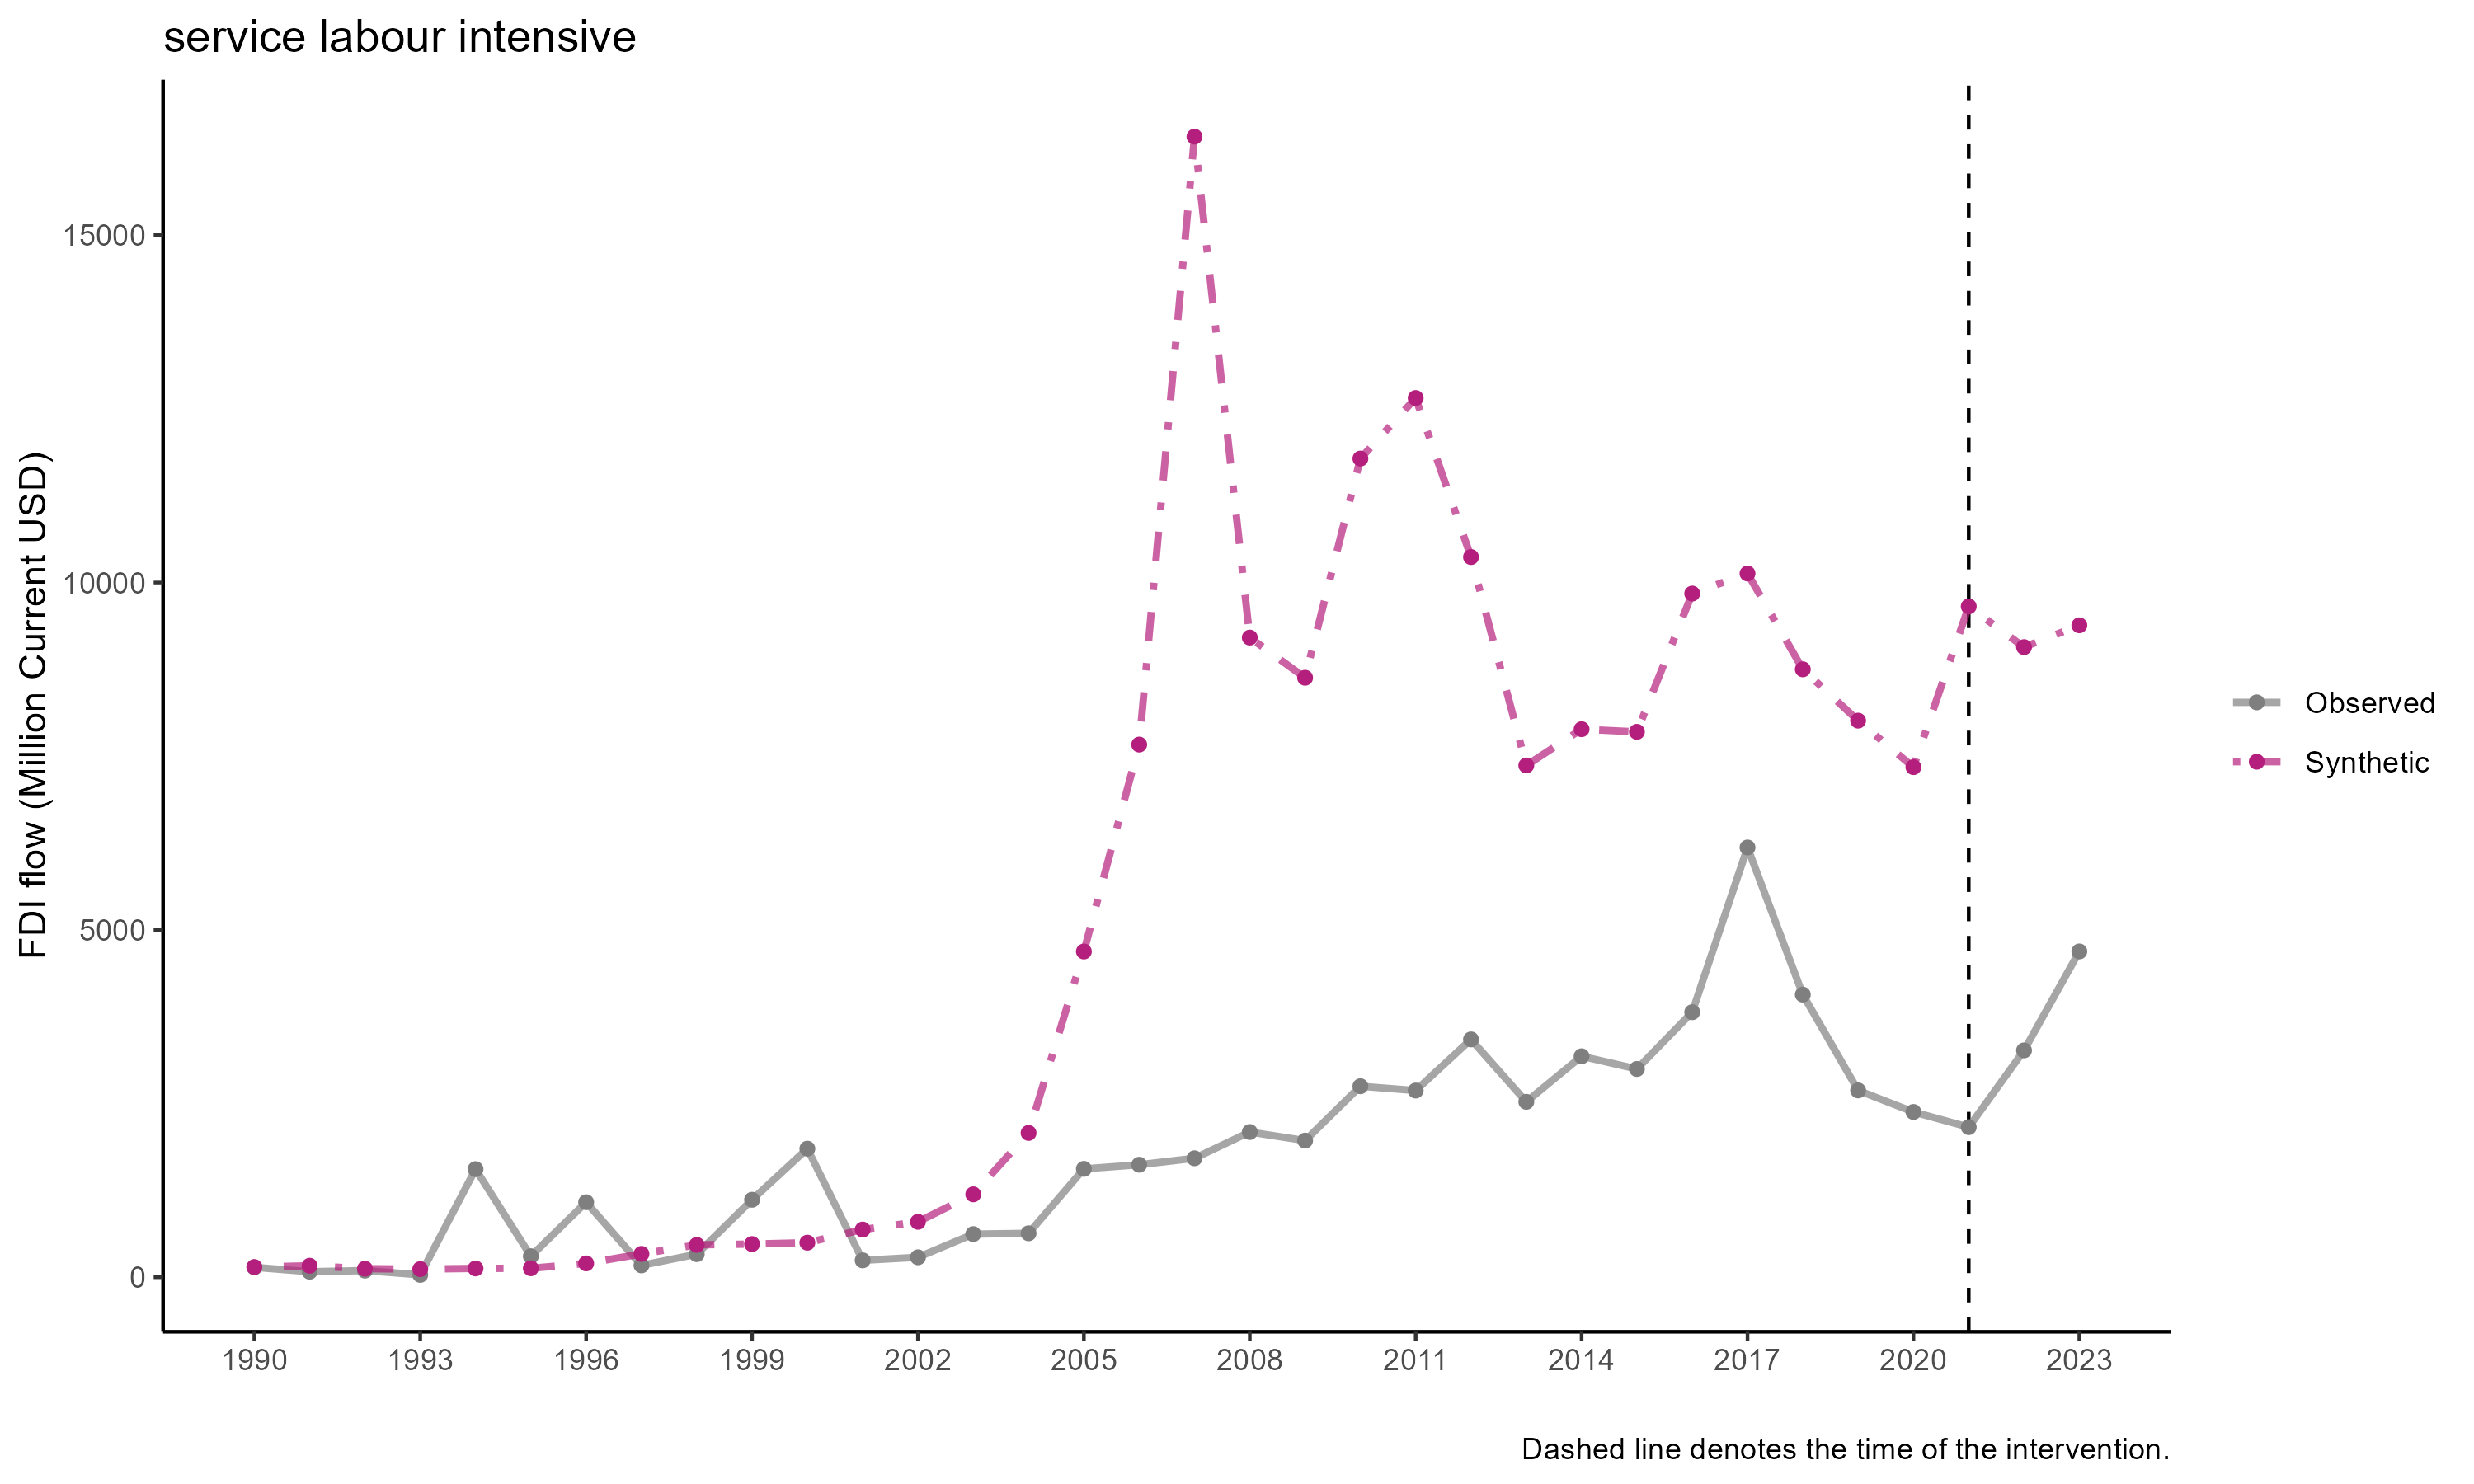 service labour intensive
FDI flow (Million Current USD)
15000
10000
5000
0
1990 1993 1996 1999 2002 2005 2008 2011 2014 2017 2020 2023
Observed
Synthetic
Dashed line denotes the time of the intervention.